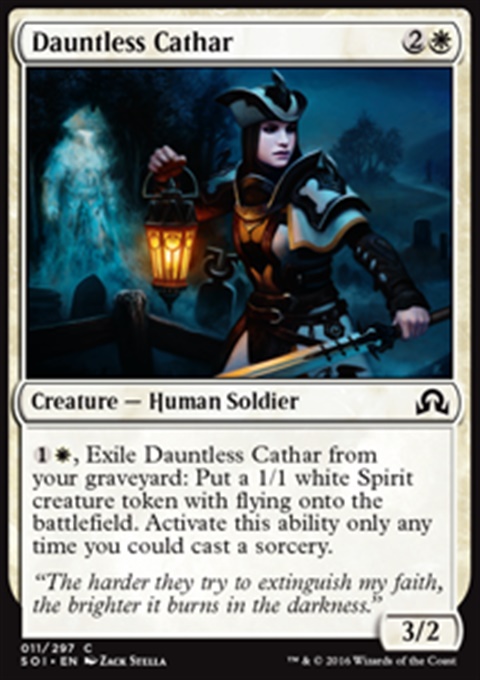 Dauntless Cathar 2
Creature — Human Soldier
1, Exile Dauntless Cathar from
your graveyard: Put a 1/1 white Spirit
creature token with flying onto the
battlefield. Activate this ability only any
time you could cast a sorcery.
“The harder they try to extinguish my faith,
the brighter it burns in the darkness.”
3/2
011/297 C
SOI • EN Zack Stella
™ & © 2016 Wizards of the Coast